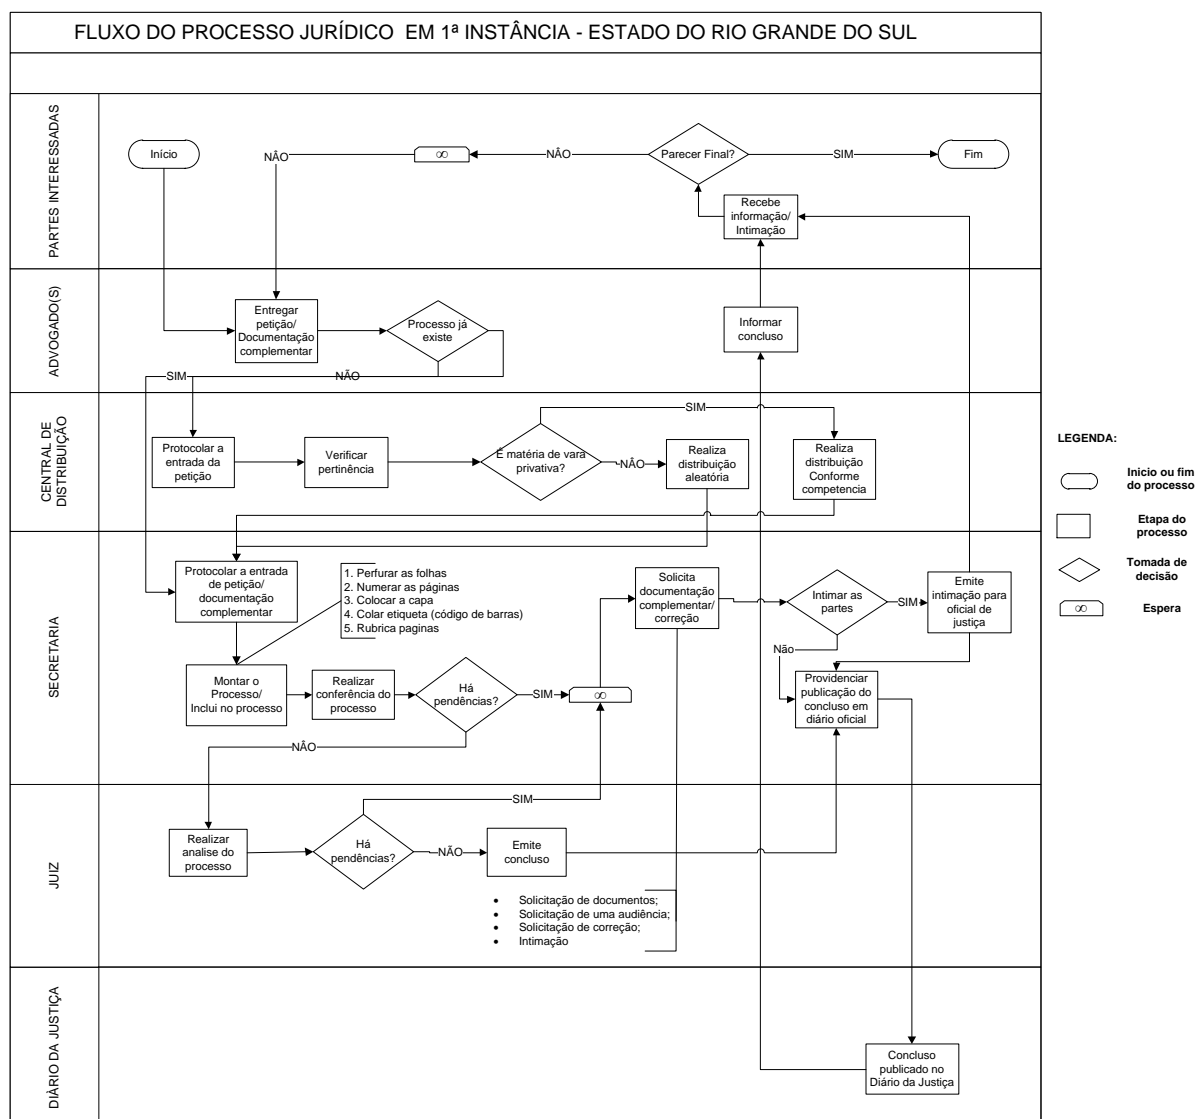 FLUXO DO PROCESSO JURÍDICO EM 1ª INSTÂNCIA - ESTADO DO RIO GRANDE DO SUL
PARTES INTERESSADAS
Início
NÃO
∞
NÃO
Parecer Final?
SIM
Fim
Recebe
informação/
Intimação
ADVOGADO(S)
Entregar
petição/
Documentação
complementar
Processo já
existe
Informar
concluso
SIM
NÃO
CENTRAL DE
DISTRIBUIÇÃO
Protocolar a
entrada da
petição
Verificar
pertinência
É matéria de vara
privativa?
SIM
NÃO
Realiza
distribuição
aleatória
Realiza
distribuição
Conforme
competencia
SECRETARIA
Protocolar a entrada
de petição/
documentação
complementar
1. Perfurar as folhas
2. Numerar as páginas
3. Colocar a capa
4. Colar etiqueta (código de barras)
5. Rubrica paginas
Solicita
documentação
complementar/
correção
Intimar as
partes
SIM
Emite
intimação para
oficial de
justiça
Não
Montar o
Processo/
Inclui no processo
Realizar
conferência do
processo
Há
pendências?
SIM
∞
Providenciar
publicação do
concluso em
diário oficial
NÃO
JUIZ
Realizar
analise do
processo
Há
pendências?
SIM
NÃO
Emite
concluso
• Solicitação de documentos;
• Solicitação de uma audiência;
• Solicitação de correção;
• Intimação
DIÁRIO DA JUSTIÇA
Concluso
publicado no
Diário da Justiça
LEGENDA:
Inicio ou fim
do processo
Etapa do
processo
Tomada de
decisão
∞
Espera